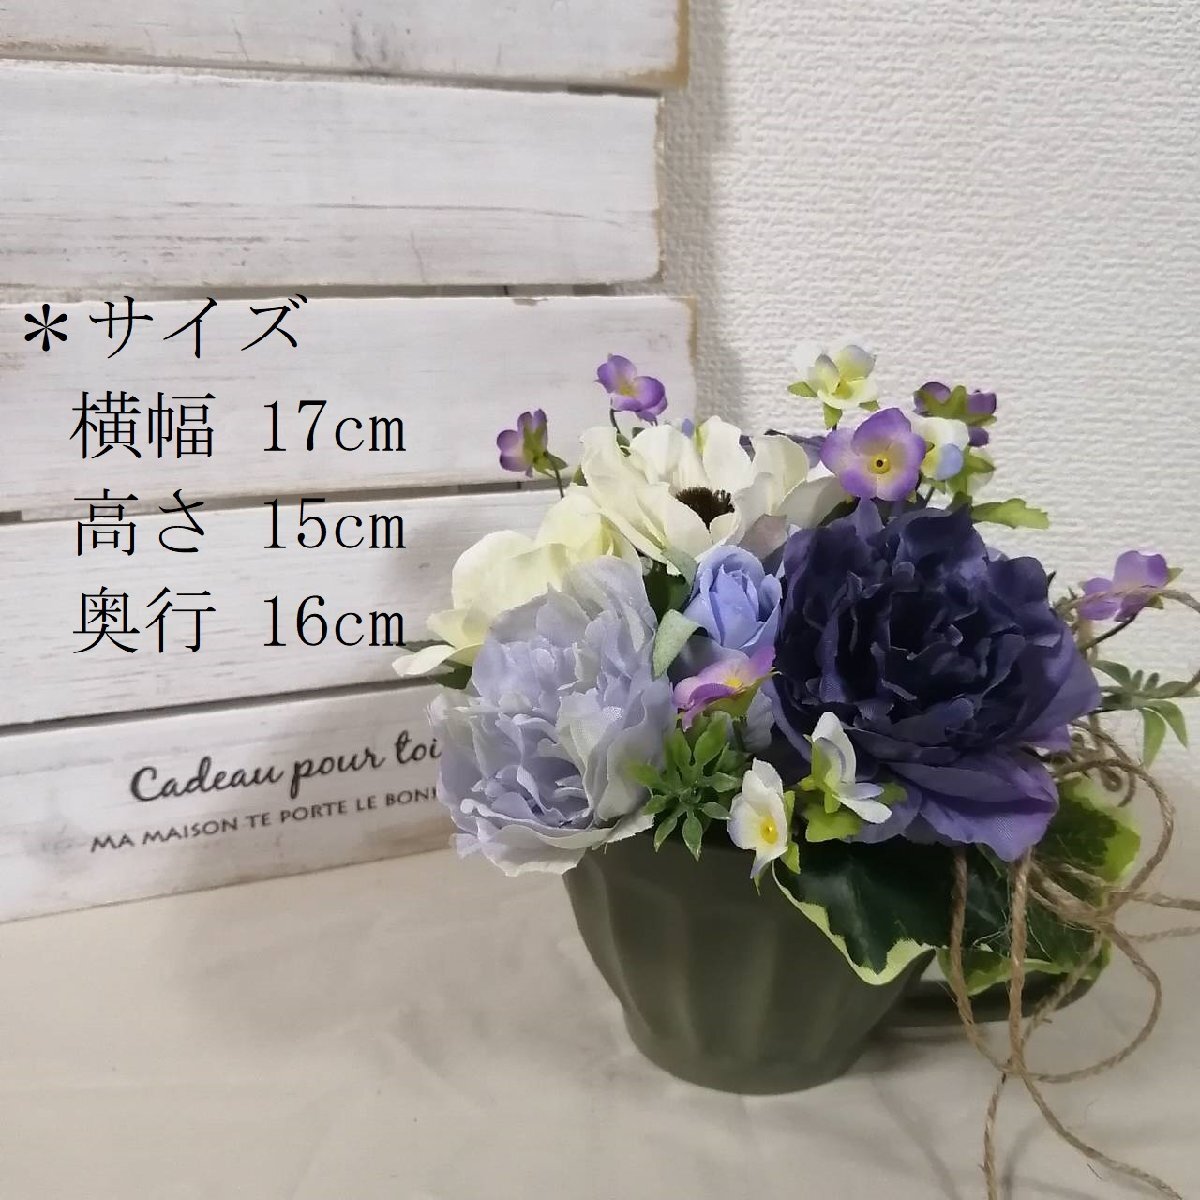 ＊サイズ
横幅 17cm
高さ 15cm
奥行 16cm
Cadeau pour toi
MA MAISON TE PORTE LE